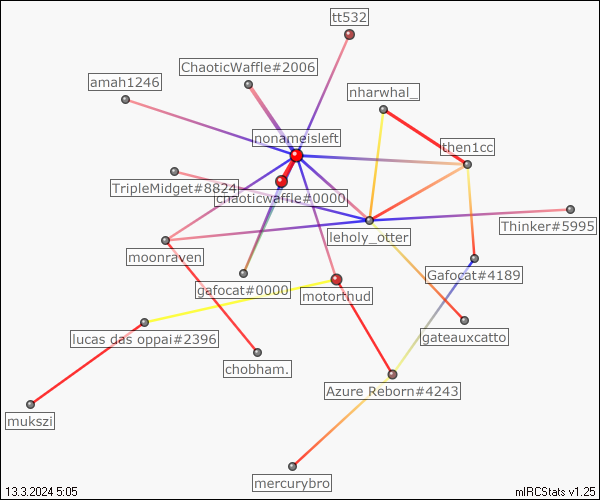 tt532
ChaoticWaffle#2006
amah1246
nharwhal_
nonameisleft
then1cc
TripleMidget#8824
chaoticwaffle#0000
Thinker#5995
leholy_otter
moonraven
Gafocat#4189
gafocat#0000
motorthud
lucas das oppai#2396
gateauxcatto
chobham.
Azure Reborn#4243
mukszi
mercurybro
13.3.2024 5:05
mIRCStats v1.25